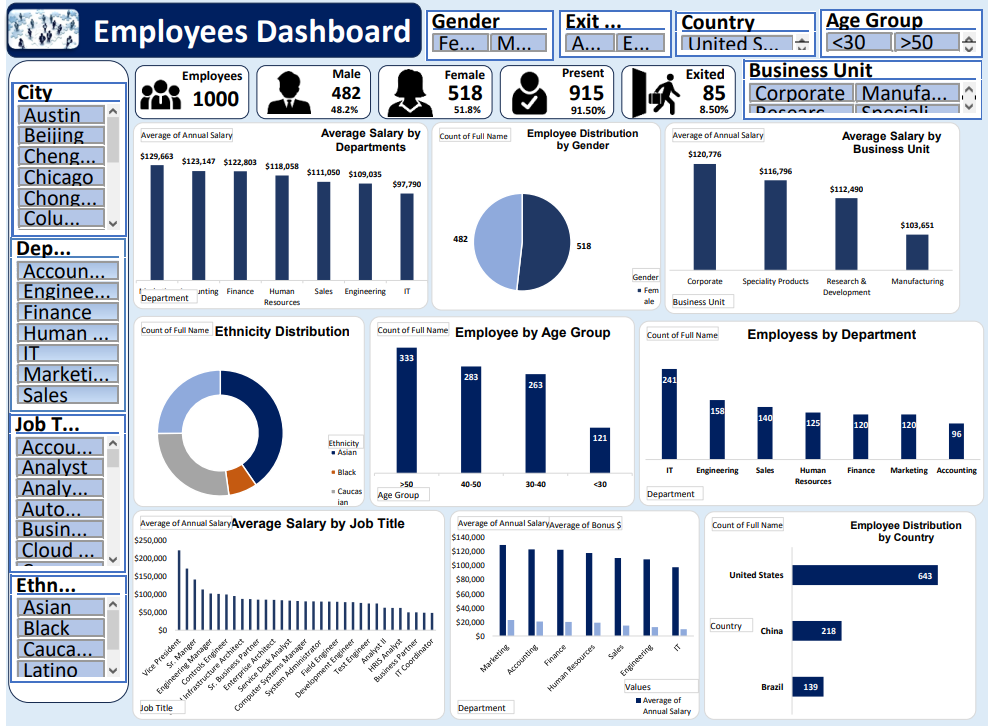 Employees Dashboard
Gender
Fe...
M...
Exit ...
A...
E...
Country
United S...
Age Group
<30
>50
Employees
1000
Male
482
48.2%
Female
518
51.8%
Present
915
91.50%
Exited
85
8.50%
Business Unit
Corporate
Manufa...
City
Austin
Beijing
Cheng...
Chicago
Chong...
Colu...
Dep...
Accoun...
Enginee...
Finance
Human ...
IT
Marketi...
Sales
Job T...
Accou...
Analyst
Analy...
Auto...
Busin...
Cloud ...
Ethn...
Asian
Black
Cauca...
Latino
Average of Annual Salary
Average Salary by
Departments
$129,663
$123,147
$122,803
$118,058
$111,050
$109,035
$97,790
Finance
Human
Resources
Sales
Engineering
IT
Department
Count of Full Name
Employee Distribution
by Gender
482
518
Gender
Fem
ale
Average of Annual Salary
Average Salary by
Business Unit
$120,776
$116,796
$112,490
$103,651
Corporate
Speciality Products
Research &
Development
Manufacturing
Business Unit
Count of Full Name
Ethnicity Distribution
Ethnicity
Asian
Black
Caucas
ian
Count of Full Name
Employee by Age Group
333
283
263
121
>50
40-50
30-40
<30
Age Group
Employess by Department
Count of Full Name
241
158
140
125
120
120
96
IT
Engineering
Sales
Human
Resources
Finance
Marketing
Accounting
Department
Average of Annual Salary
Average Salary by Job Title
$250,000
$200,000
$150,000
$100,000
$50,000
$0
Vice President
Sr. Manger
Engineering Manager
Controls Engineer
Infrastructure Architect
Sr. Business Partner
Enterprise Architect
Service Desk Analyst
Computer Systems Manager
System Administrator
Field Engineer
Development Engineer
Test Engineer
Analyst II
HRIS Analyst
Business Partner
IT Coordinator
Job Title
Average of Annual Salary
Average of Bonus $
$140,000
$120,000
$100,000
$80,000
$60,000
$40,000
$20,000
$0
Marketing
Accounting
Finance
Human Resources
Sales
Engineering
IT
Values
Average of
Annual Salary
Department
Count of Full Name
Employee Distribution
by Country
United States
643
Country
China
218
Brazil
139